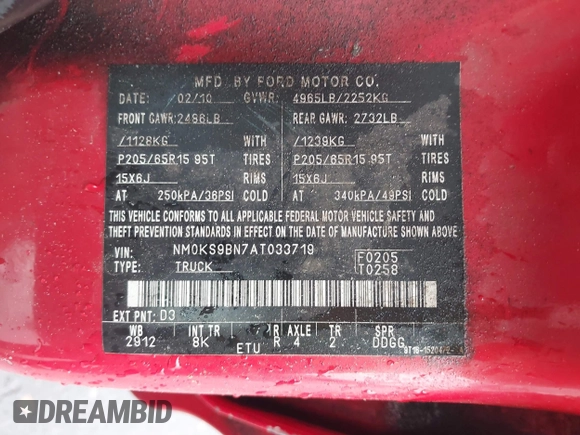 MFD. BY FORD MOTOR CO.
DATE: 02/10 GVWR: 4965LB/2252KG
FRONT GAWR: 2486LB REAR GAWR: 2732LB
/1128KG WITH /1239KG WITH
P205/65R15 95T TIRES P205/65R15 95T TIRES
15X6J RIMS 15X6J RIMS
AT 250kPA/36PSI COLD AT 340kPA/49PSI COLD
THIS VEHICLE CONFORMS TO ALL APPLICABLE FEDERAL MOTOR VEHICLE SAFETY AND
THEFT PREVENTION STANDARDS IN EFFECT ON THE DATE OF MANUFACTURE SHOWN ABOVE.
VIN: NM0KS9BN7AT033719 F0205
TYPE: TRUCK T0258
EXT PNT: D3
WB INT TR R AXLE TR SPR
2912 8K R 4 2 DDGG
ETU
DREAMBID